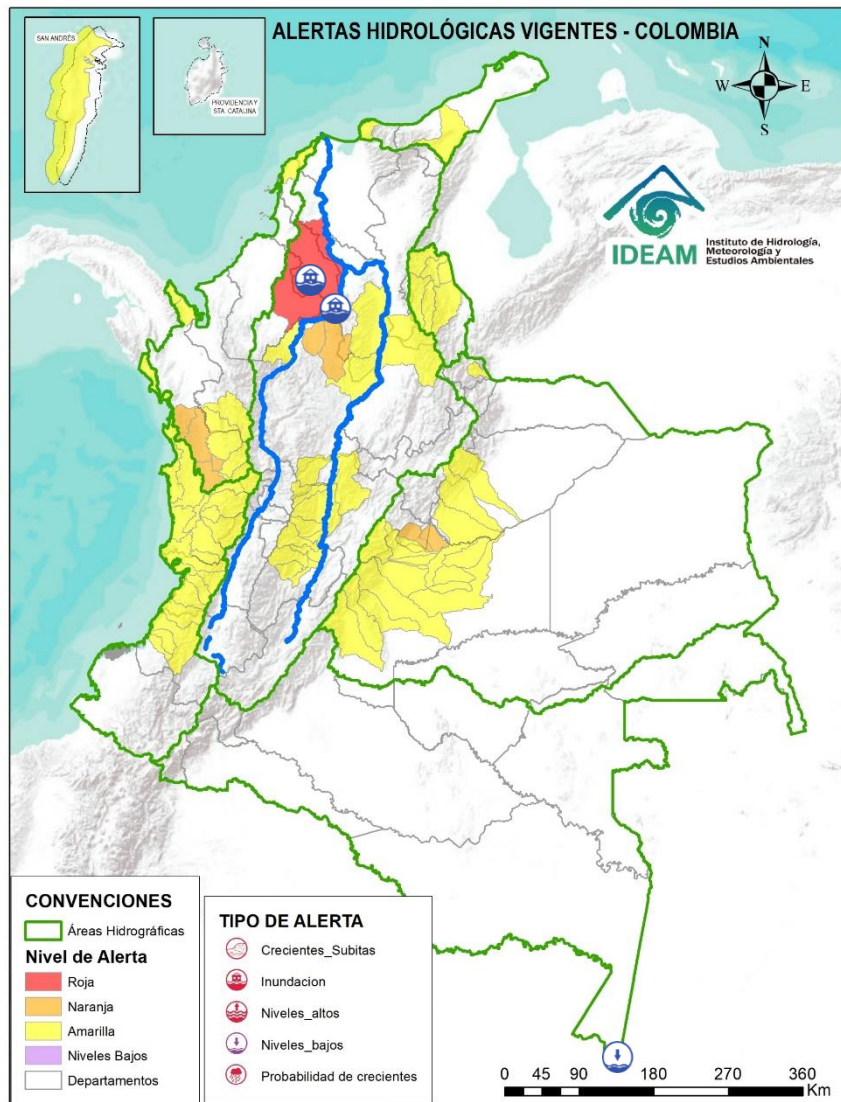 ALERTAS HIDROLÓGICAS VIGENTES - COLOMBIA
SAN ANDRÉS
PROVIDENCIA Y
STA. CATALINA
N
W
E
S
IDEAM
Instituto de Hidrología,
Meteorología y
Estudios Ambientales
CONVENCIONES
Áreas Hidrográficas
Nivel de Alerta
Roja
Naranja
Amarilla
Niveles Bajos
Departamentos
TIPO DE ALERTA
Crecientes_Subitas
Inundacion
Niveles_altos
Niveles_bajos
Probabilidad de crecientes
0 45 90 180 270 360
Km